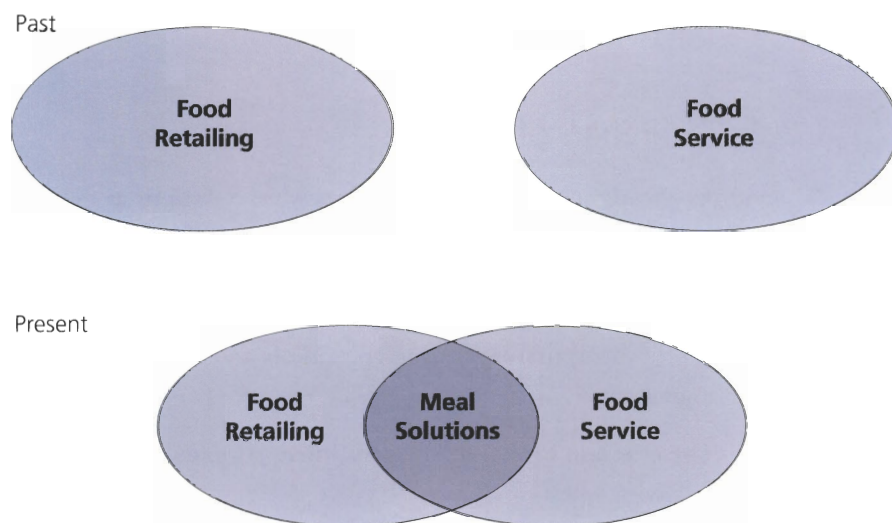 Past
Food
Retailing
Food
Service
Present
Food
Retailing
Meal
Solutions
Food
Service